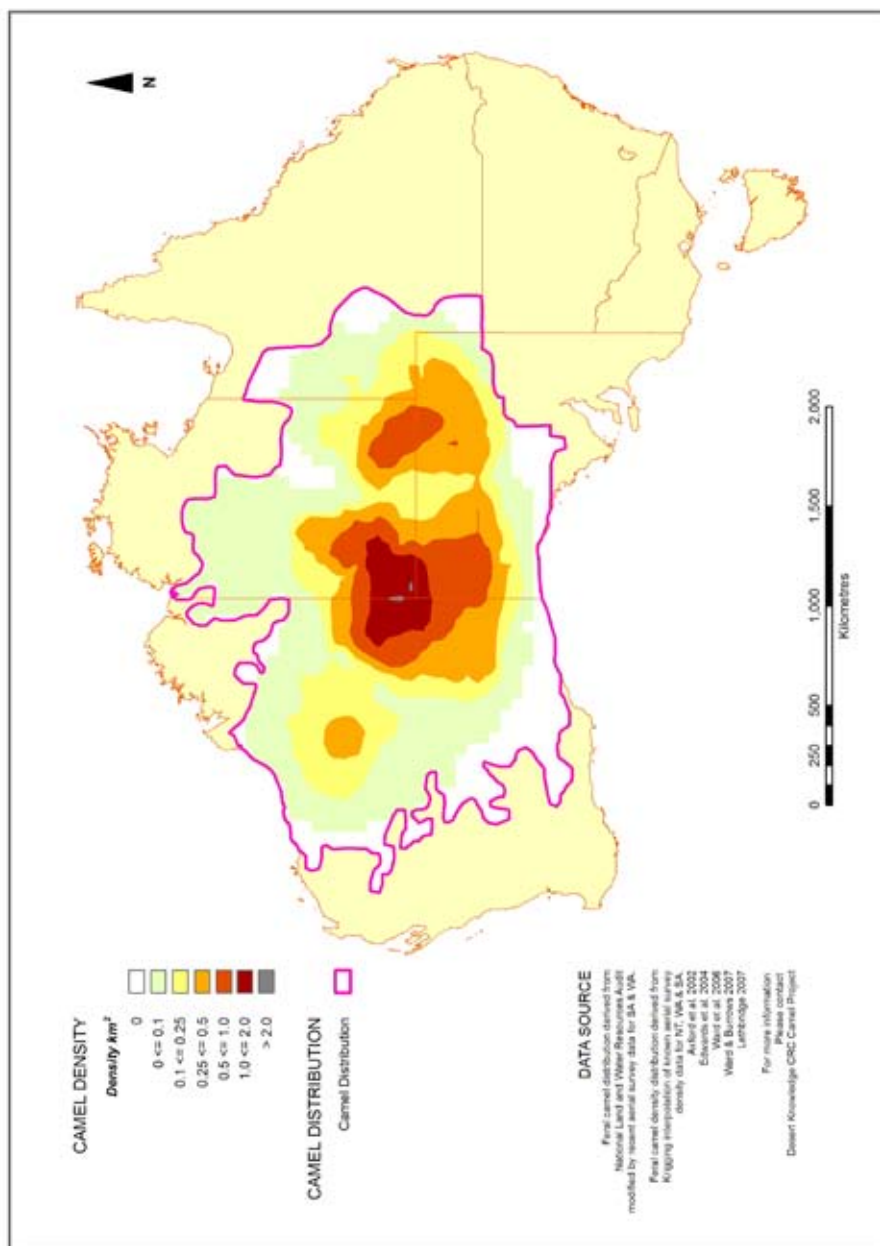 N
CAMEL DENSITY
Density km²
0
0 <= 0.1
0.1 <= 0.25
0.25 <= 0.5
0.5 <= 1.0
1.0 <= 2.0
> 2.0
CAMEL DISTRIBUTION
Camel Distribution
DATA SOURCE
Feral camel distribution derived from
National Land and Water Resources Audit
modified by recent aerial survey data for SA & WA.
Feral camel density distribution derived from
Krigging interpolation of known aerial survey
density data for NT, WA & SA
Axford et al. 2002
Edwards et al. 2004
Ward et al. 2006
Ward & Burrows 2007
Lethbridge 2007
For more information
Please contact
Desert Knowledge CRC Camel Project
0 250 500 1,000 1,500 2,000
Kilometres